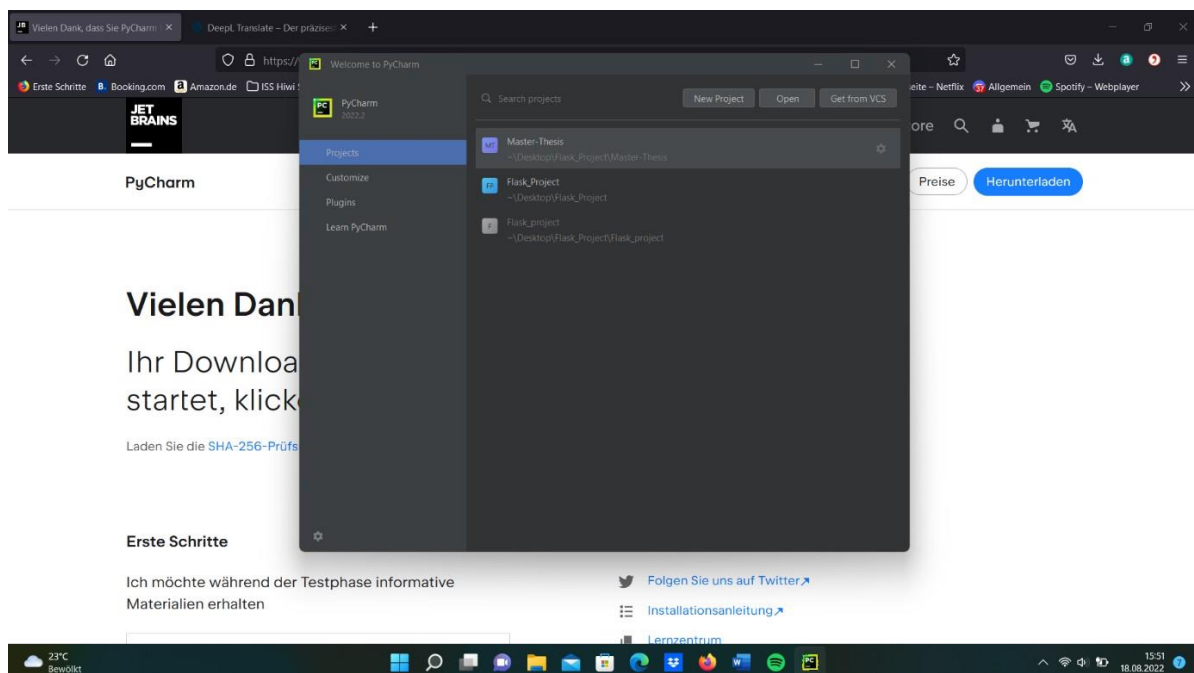 Vielen Dank, dass Sie PyCharm
DeepL Translate – Der präzises
https://
Welcome to PyCharm
Erste Schritte
B. Booking.com
Amazon.de
ISS Hiwi
eite – Netflix
Allgemein
Spotify – Webplayer
JET
BRAINS
ore
PC
PyCharm
2022.2
Search projects
New Project
Open
Get from VCS
Projects
Customize
Plugins
Learn PyCharm
MT
Master-Thesis
~\Desktop\Flask_Project\Master-Thesis
FP
Flask_Project
~\Desktop\Flask_Project
F
Flask_project
~\Desktop\Flask_Project\Flask_project
PyCharm
Preise
Herunterladen
Vielen Dan
Ihr Downloa
startet, klick
Laden Sie die SHA-256-Prüfs
Erste Schritte
Ich möchte während der Testphase informative
Materialien erhalten
Folgen Sie uns auf Twitter
Installationsanleitung
Lernzentrum
23°C
Bewölkt
15:51
18.08.2022